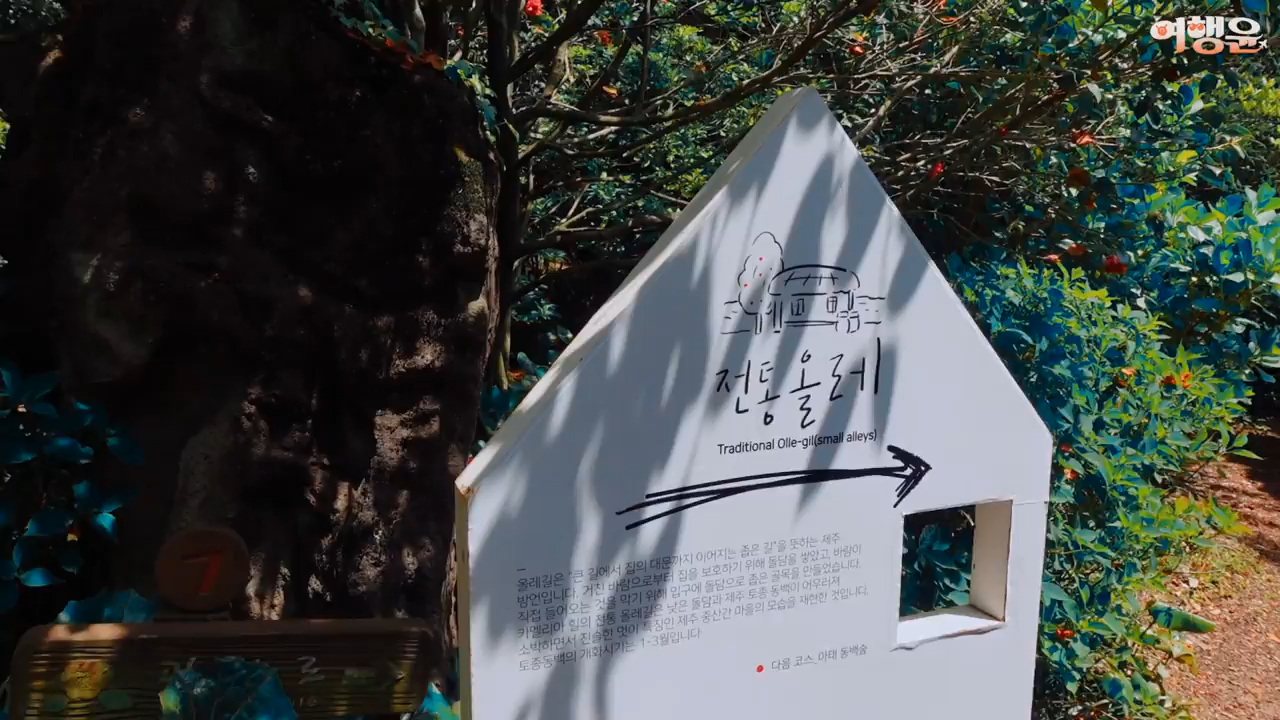 여행윤
전통올레
Traditional Olle-gil(small alleys)
올레길은 "큰 길에서 집의 대문까지 이어지는 좁은 길"을 뜻하는 제주
방언입니다. 거친 바람으로부터 집을 보호하기 위해 돌담을 쌓았고, 바람이
직접 들어오는 것을 막기 위해 입구에 돌담으로 좁은 골목을 만들었습니다.
카멜리아 힐의 전통 올레길은 낮은 돌담과 제주 토종 동백이 어우러져
소박하면서 진솔한 멋이 특징인 제주 중산간 마을의 모습을 재현한 것입니다.
토종동백의 개화시기는 1-3월입니다
다음 코스. 아태 동백숲
7
로